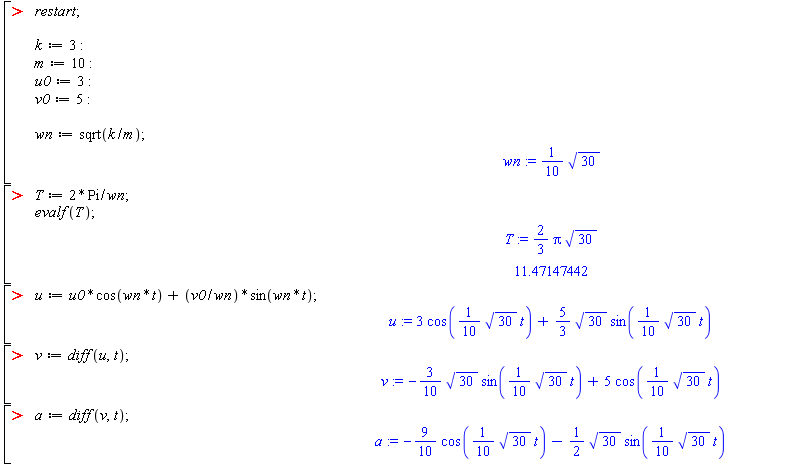 > restart;
k := 3 :
m := 10 :
u0 := 3 :
v0 := 5 :
wn := sqrt(k/m);
wn := 1/10 √30
> T := 2*Pi/wn;
evalf(T);
T := 2/3 π √30
11.47147442
> u := u0*cos(wn*t) + (v0/wn)*sin(wn*t);
u := 3 cos(1/10 √30 t) + 5/3 √30 sin(1/10 √30 t)
> v := diff(u, t);
v := -3/10 √30 sin(1/10 √30 t) + 5 cos(1/10 √30 t)
> a := diff(v, t);
a := -9/10 cos(1/10 √30 t) - 1/2 √30 sin(1/10 √30 t)